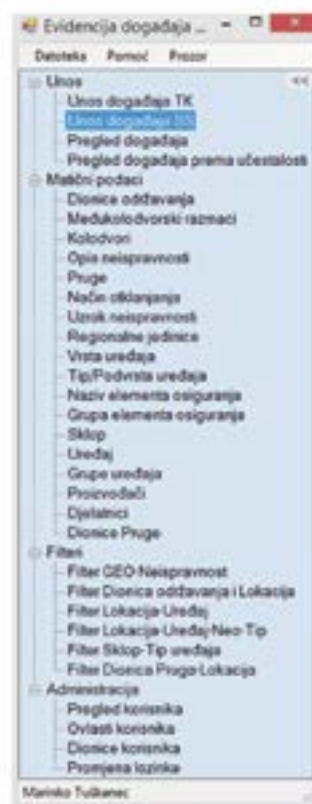 Evidencija događaja ...
Datoteka Pomoć Prozor
Unos <<
Unos događaja TK
Unos događaja SS
Pregled događaja
Pregled događaja prema učestalosti
Matični podaci
Dionice održavanja
Međukolodvorski razmaci
Kolodvori
Opis neispravnosti
Pruge
Način otklanjanja
Uzrok neispravnosti
Regionalne jedinice
Vrsta uređaja
Tip/Podvrsta uređaja
Naziv elementa osiguranja
Grupa elementa osiguranja
Sklop
Uređaj
Grupe uređaja
Proizvođači
Djelatnici
Dionice Pruge
Filteri
Filter GEO-Neispravnost
Filter Dionica održavanja i Lokacija
Filter Lokacija-Uređaj
Filter Lokacija-Uređaj-Neo-Tip
Filter Sklop-Tip uređaja
Filter Dionica Pruga-Lokacija
Administracija
Pregled korisnika
Ovlasti korisnika
Dionice korisnika
Promjena lozinke
Marinko Tuškanec